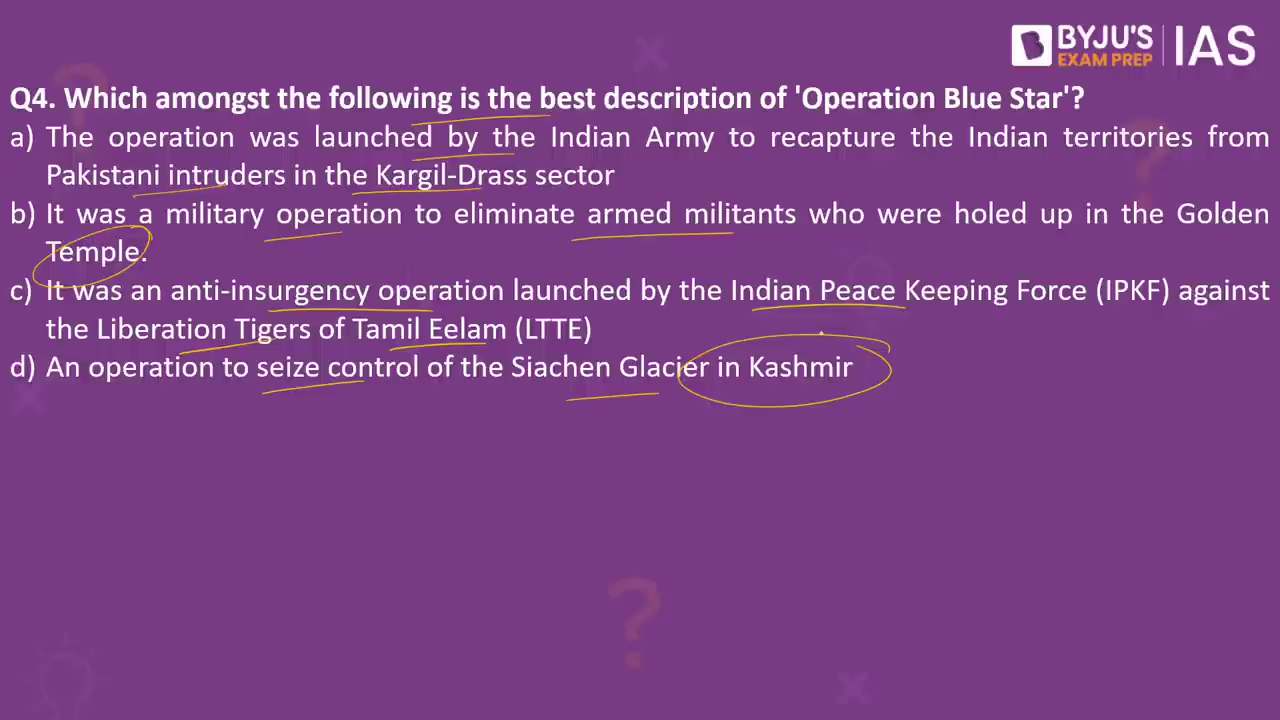 BYJU'S
EXAM PREP
IAS
Q4. Which amongst the following is the best description of 'Operation Blue Star'?
a) The operation was launched by the Indian Army to recapture the Indian territories from
Pakistani intruders in the Kargil-Drass sector
b) It was a military operation to eliminate armed militants who were holed up in the Golden
Temple.
c) It was an anti-insurgency operation launched by the Indian Peace Keeping Force (IPKF) against
the Liberation Tigers of Tamil Eelam (LTTE)
d) An operation to seize control of the Siachen Glacier in Kashmir